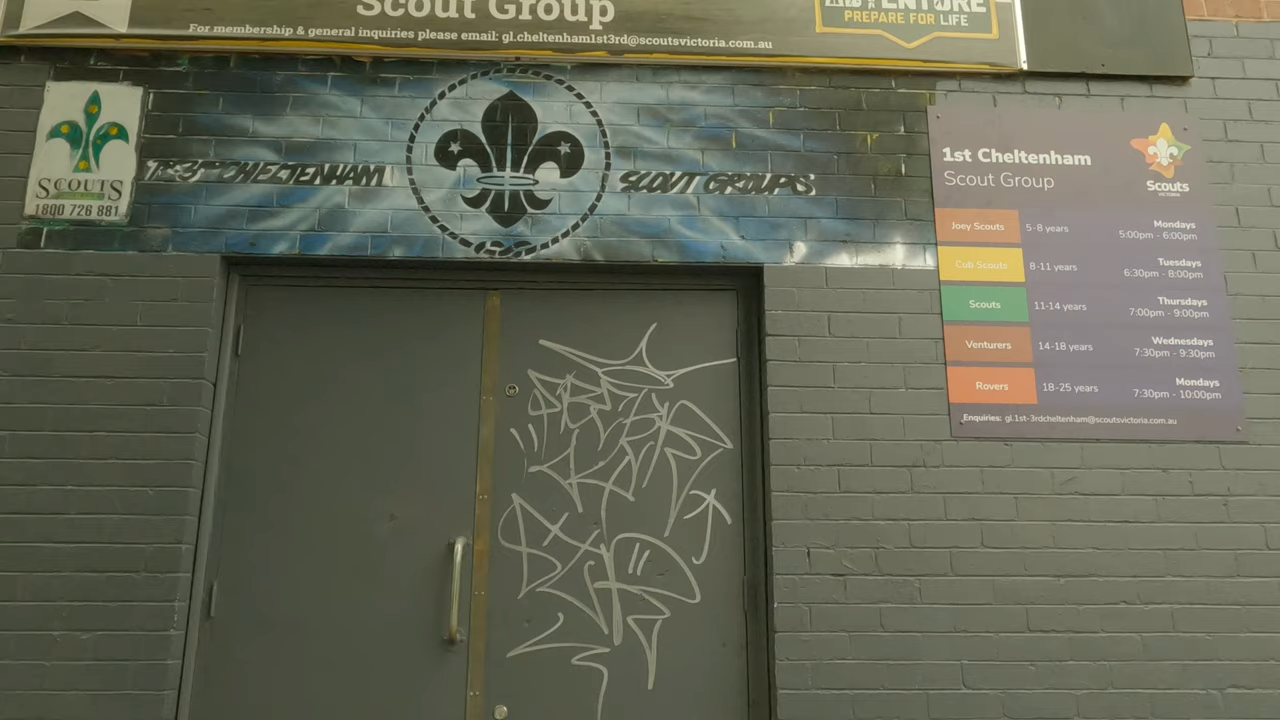 Scout Group
For membership & general inquiries please email: gl.cheltenham1st3rd@scoutsvictoria.com.au
PREPARE FOR LIFE
SCOUTS
1800 726 881
CHELTENHAM
SCOUT GROUPS
1st Cheltenham
Scout Group
Scouts
VICTORIA
Joey Scouts 5-8 years Mondays
5:00pm - 6:00pm
Cub Scouts 8-11 years Tuesdays
6:30pm - 8:00pm
Scouts 11-14 years Thursdays
7:00pm - 9:00pm
Venturers 14-18 years Wednesdays
7:30pm - 9:30pm
Rovers 18-25 years Mondays
7:30pm - 10:00pm
Enquiries: gl.1st-3rdcheltenham@scoutsvictoria.com.au